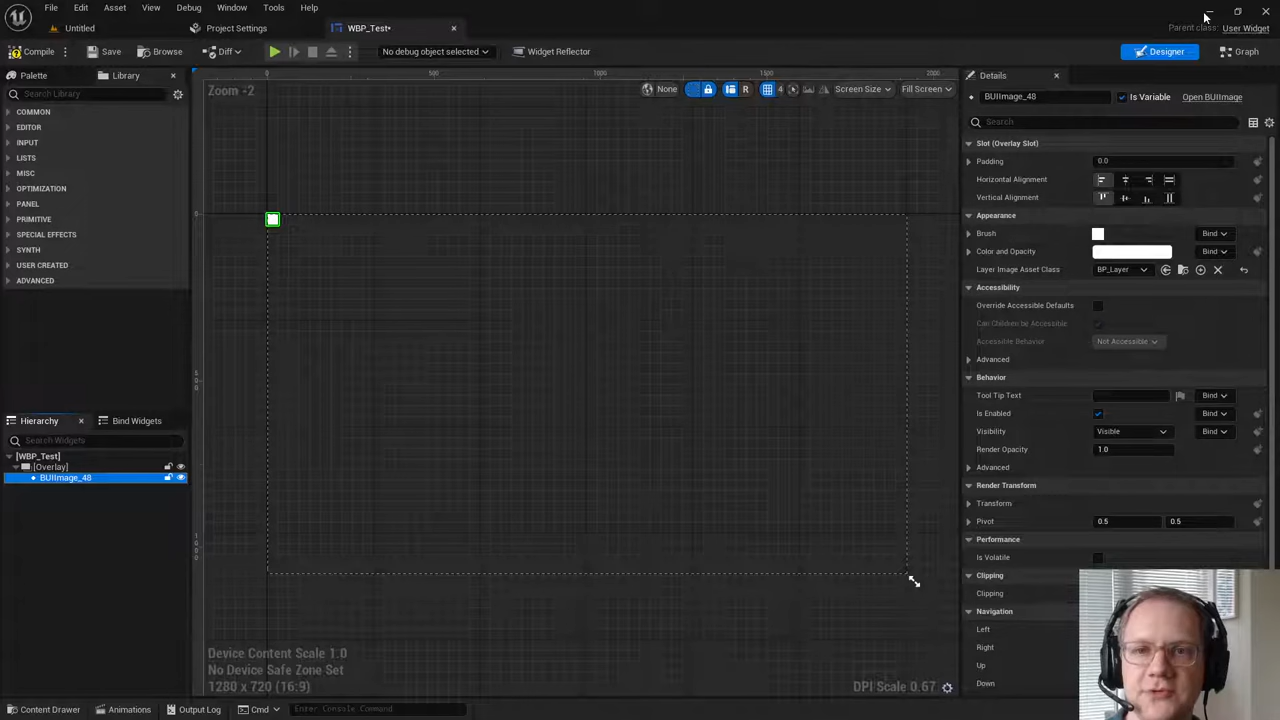 File Edit Asset View Debug Window Tools Help
Untitled Project Settings WBP_Test•
Parent class: User Widget
Compile Save Browse Diff No debug object selected Widget Reflector Designer Graph
Palette Library
Search Library
COMMON
EDITOR
INPUT
LISTS
MISC
OPTIMIZATION
PANEL
PRIMITIVE
SPECIAL EFFECTS
SYNTH
USER CREATED
ADVANCED
Hierarchy Bind Widgets
Search Widgets
[WBP_Test]
[Overlay]
BUIImage_48
0 500 1000 1500 2000
Zoom +2
None R 4 Screen Size Fill Screen
Device Content Scale 1.0
No Device Safe Zone Set
1280 x 720 (16:9)
DPI Scale 0.67
Details
BUIImage_48 Is Variable Open BUIImage
Search
Slot (Overlay Slot)
Padding 0.0
Horizontal Alignment
Vertical Alignment
Appearance
Brush Bind
Color and Opacity Bind
Layer Image Asset Class BP_Layer
Accessibility
Override Accessible Defaults
Can Children be Accessible
Accessible Behavior Not Accessible
Advanced
Behavior
Tool Tip Text Bind
Is Enabled Bind
Visibility Visible Bind
Render Opacity 1.0
Advanced
Render Transform
Transform
Pivot 0.5 0.5
Performance
Is Volatile
Clipping
Clipping
Navigation
Left
Right
Up
Down
Content Drawer Animations Output Log Cmd Enter Console Command